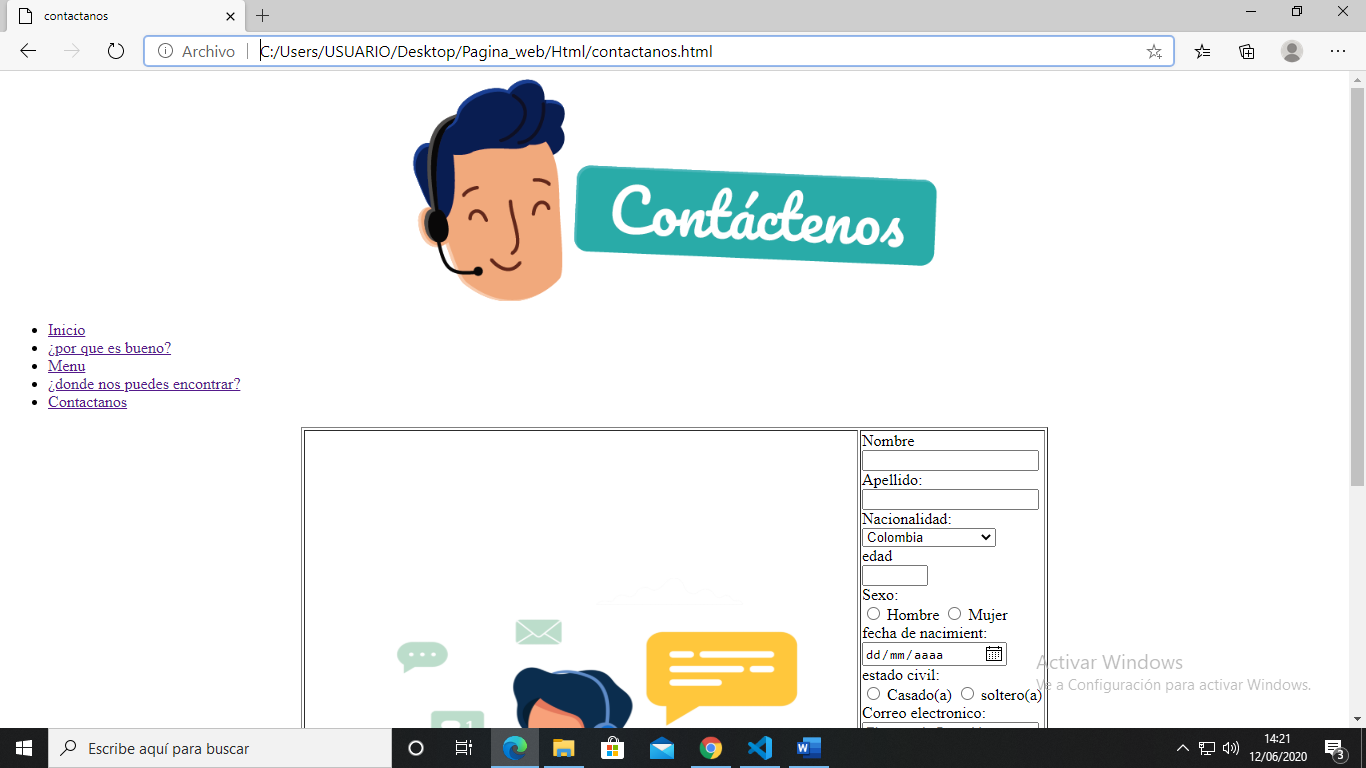 contactanos
Archivo
C:/Users/USUARIO/Desktop/Pagina_web/Html/contactanos.html
Contáctenos
Inicio
¿por que es bueno?
Menu
¿donde nos puedes encontrar?
Contactanos
Nombre
Apellido:
Nacionalidad:
Colombia
edad
Sexo:
Hombre Mujer
fecha de nacimient:
dd/mm/aaaa
estado civil:
Casado(a) soltero(a)
Correo electronico:
1
Activar Windows
Ve a Configuración para activar Windows.
Escribe aquí para buscar
14:21
12/06/2020
3